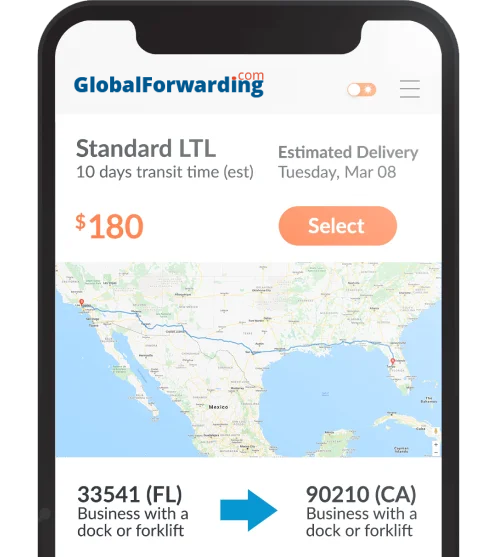 GlobalForwarding.com
Standard LTL
10 days transit time (est)
Estimated Delivery
Tuesday, Mar 08
$180
Select
Mexico
33541 (FL)
Business with a
dock or forklift
90210 (CA)
Business with a
dock or forklift